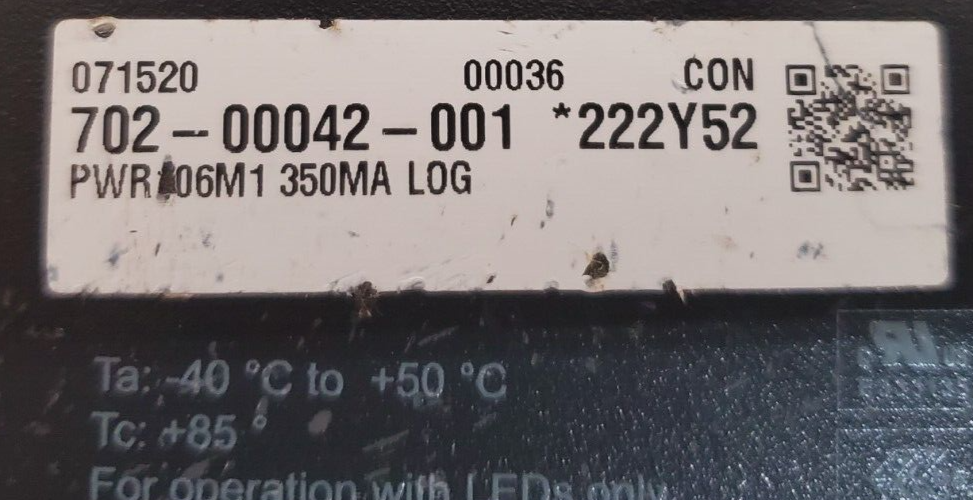 071520 00036 CON
702-00042-001 *222Y52
PWR 06M1 350MA LOG
Ta: -40 °C to +50 °C
Tc: +85 °
For operation with LEDs only